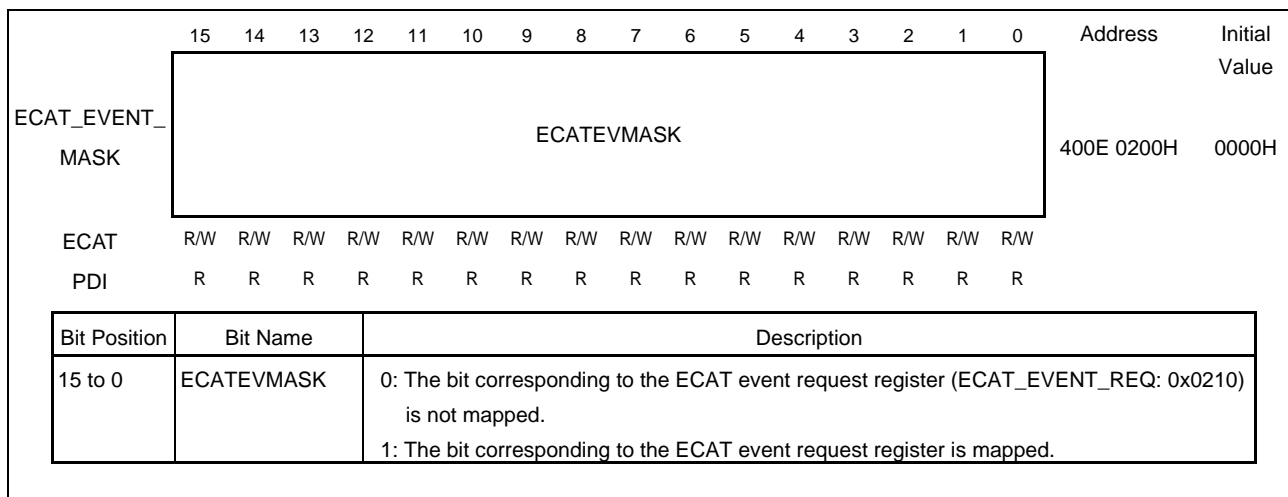 15 14 13 12 11 10 9 8 7 6 5 4 3 2 1 0 Address Initial
Value
ECAT_EVENT_
MASK
ECATEVMASK
400E 0200H 0000H
ECAT R/W R/W R/W R/W R/W R/W R/W R/W R/W R/W R/W R/W R/W R/W R/W R/W
PDI R R R R R R R R R R R R R R R R
Bit Position Bit Name Description
15 to 0 ECATEVMASK 0: The bit corresponding to the ECAT event request register (ECAT_EVENT_REQ: 0x0210)
is not mapped.
1: The bit corresponding to the ECAT event request register is mapped.